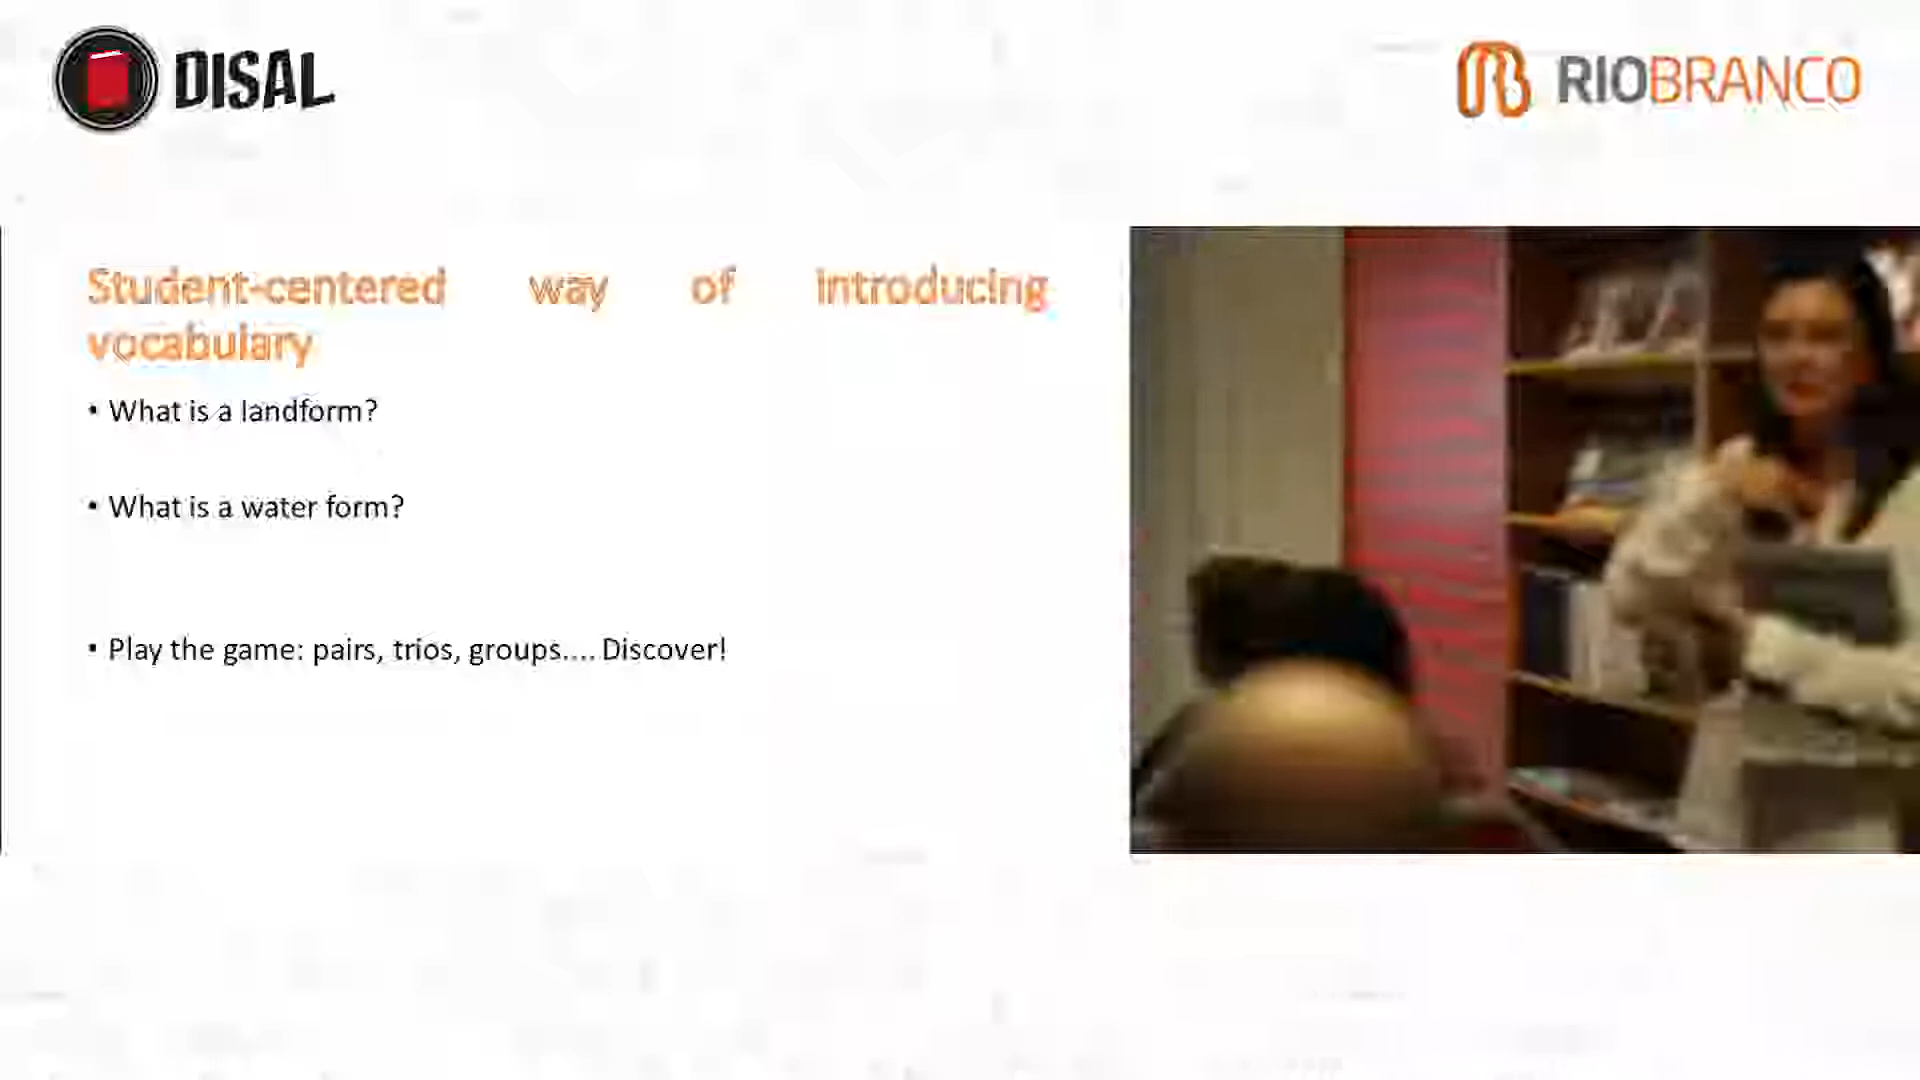 DISAL
RIOBRANCO
Student-centered way of introducing
vocabulary
• What is a landform?
• What is a water form?
• Play the game: pairs, trios, groups.... Discover!